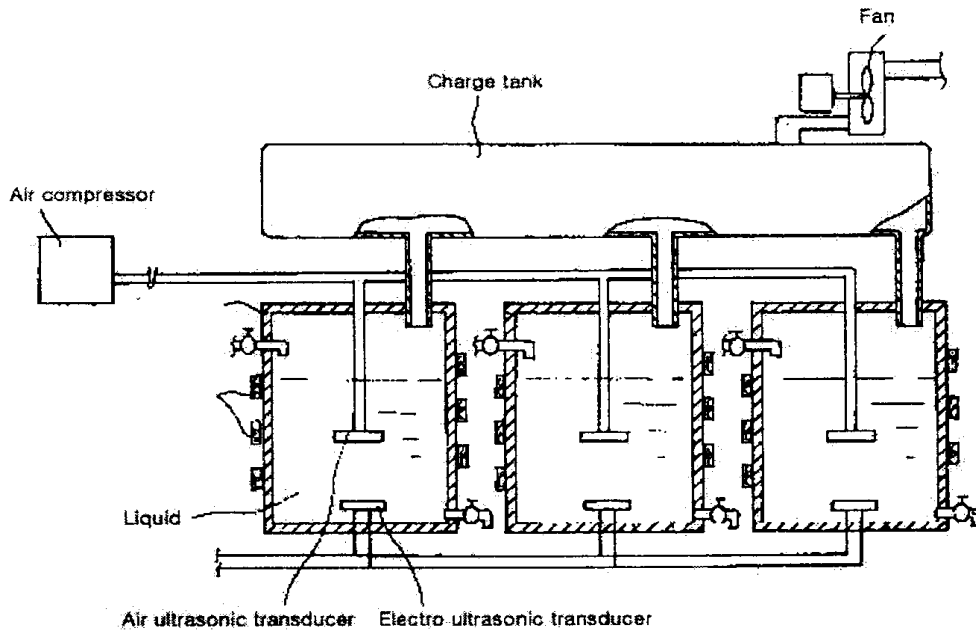 Fan
Charge tank
Air compressor
Liquid
Air ultrasonic transducer
Electro ultrasonic transducer